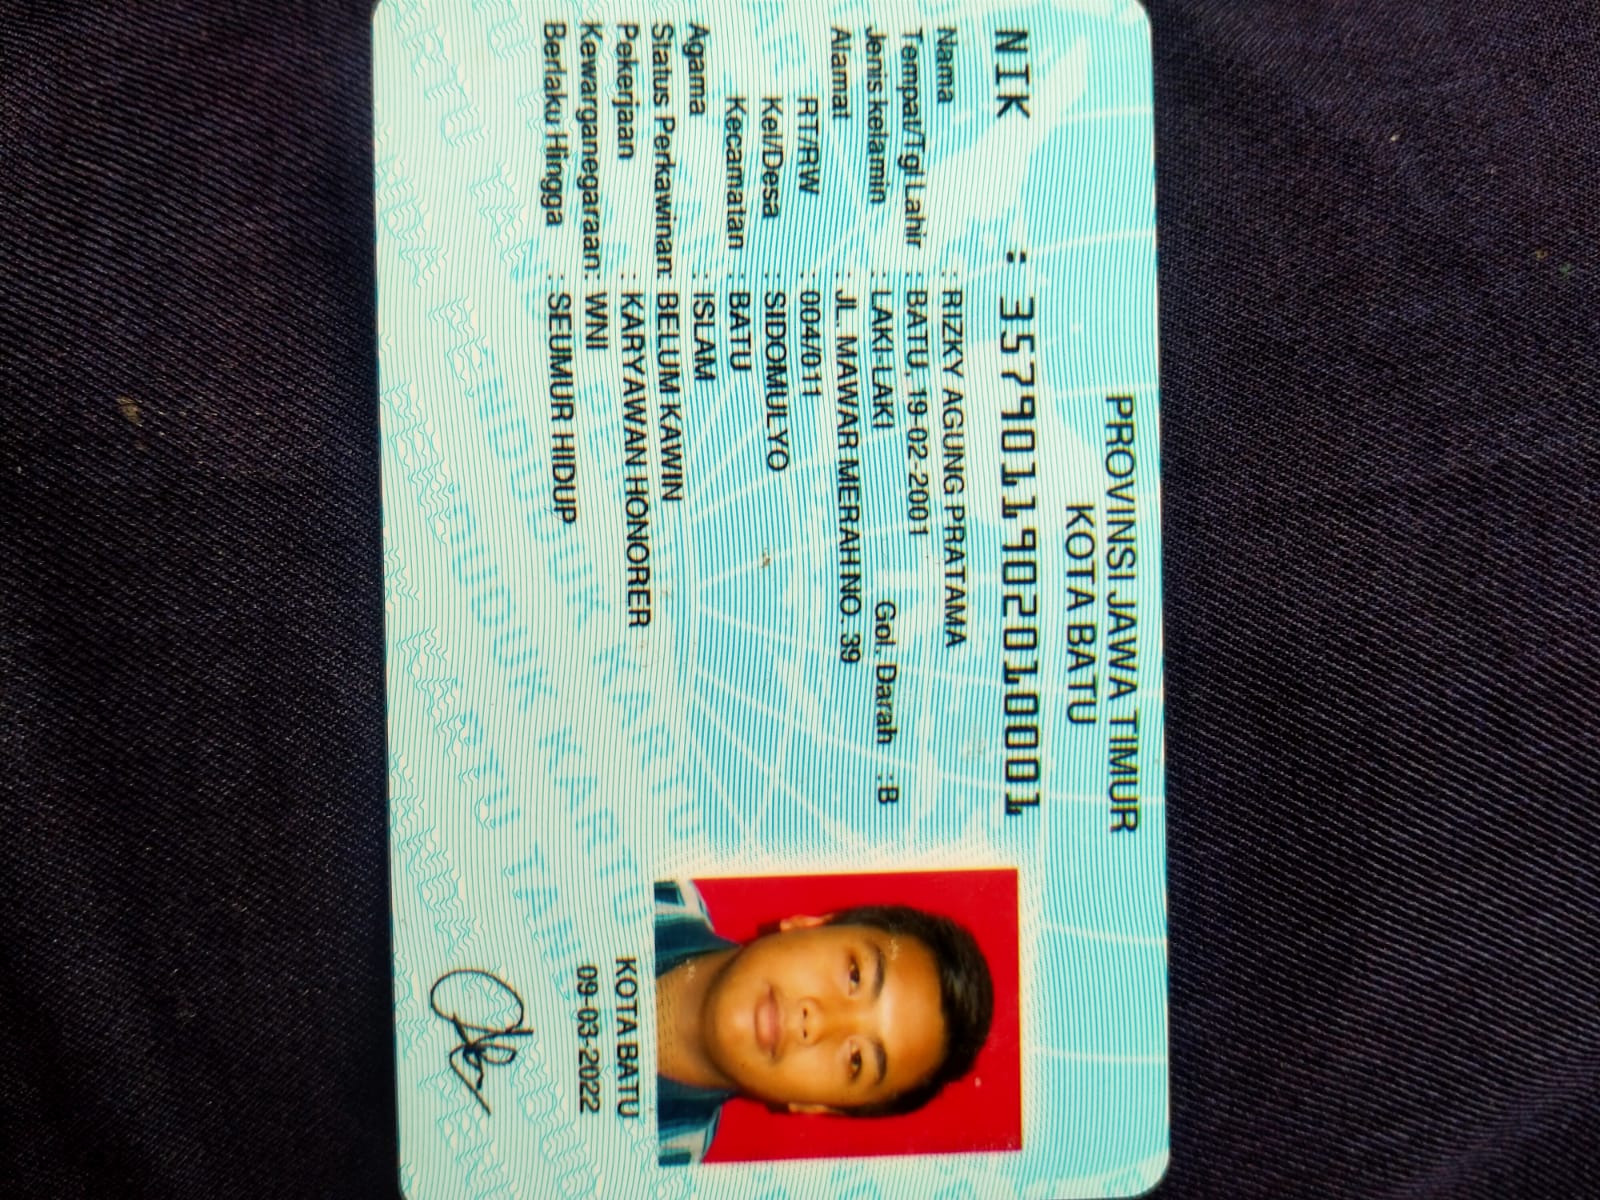 PROVINSI JAWA TIMUR
KOTA BATU
NIK : 3579011902010001
Nama : RIZKY AGUNG PRATAMA
Tempat/Tgl Lahir : BATU, 19-02-2001
Jenis kelamin : LAKI-LAKI Gol. Darah : B
Alamat : JL. MAWAR MERAH NO. 39
RT/RW : 004/011
Kel/Desa : SIDOMULYO
Kecamatan : BATU
Agama : ISLAM
Status Perkawinan: BELUM KAWIN
Pekerjaan : KARYAWAN HONORER
Kewarganegaraan: WNI
Berlaku Hingga : SEUMUR HIDUP
KOTA BATU
09-03-2022